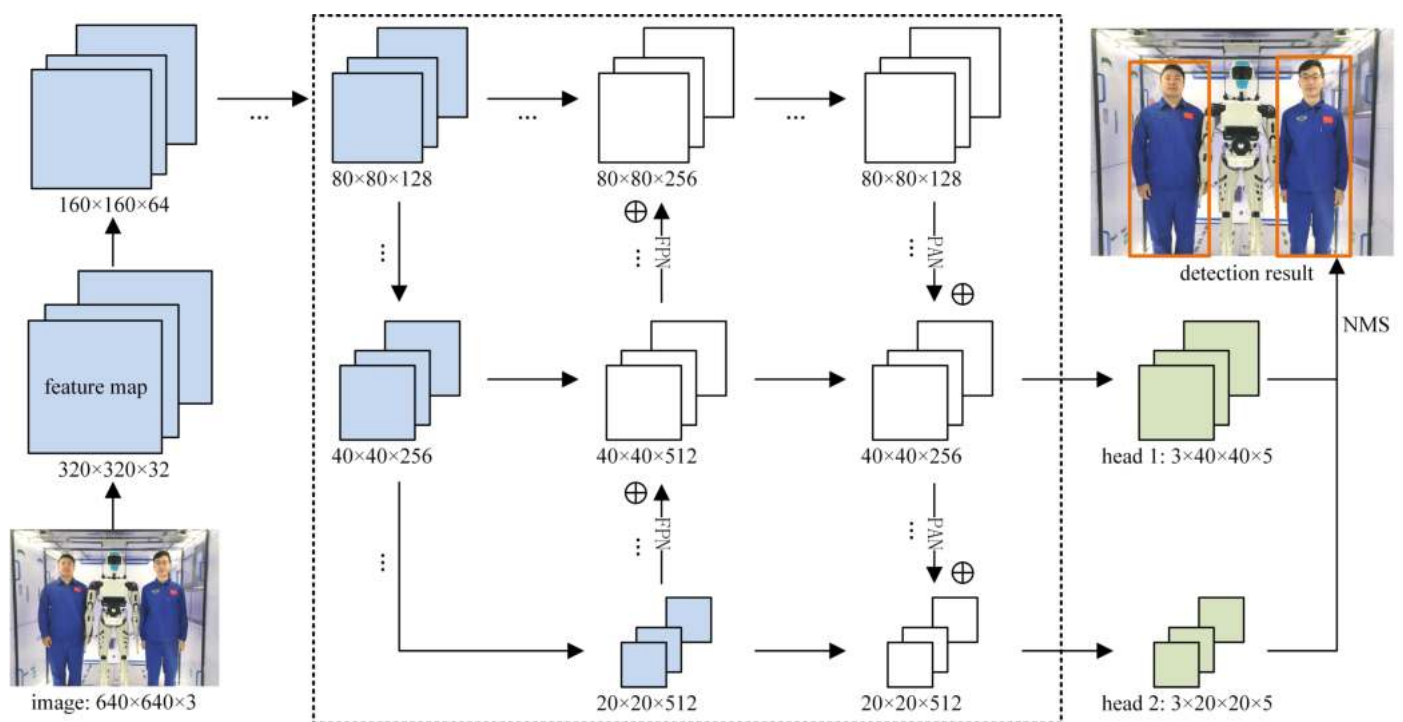 ...
...
...
160×160×64
80×80×128
80×80×256
80×80×128
...
... FPN
PAN ...
detection result
NMS
feature map
320×320×32
40×40×256
40×40×512
40×40×256
head 1: 3×40×40×5
...
... FPN
PAN ...
image: 640×640×3
20×20×512
20×20×512
head 2: 3×20×20×5